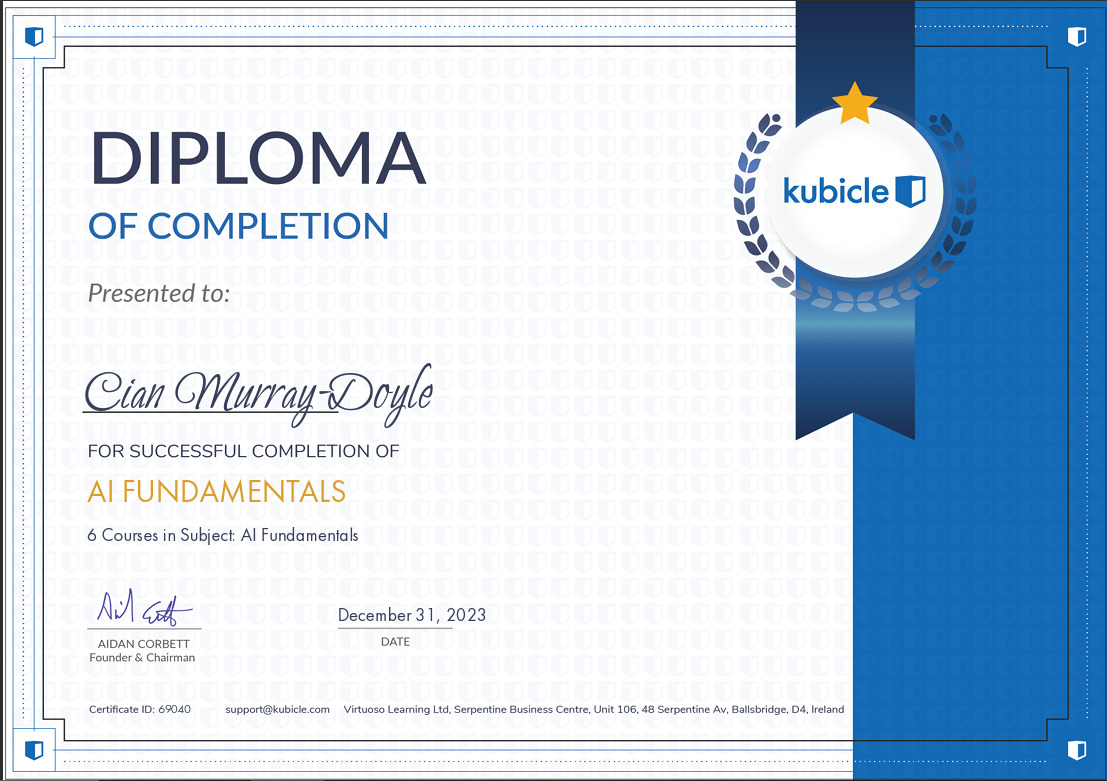 DIPLOMA
OF COMPLETION
Presented to:
Cian Murray-Doyle
FOR SUCCESSFUL COMPLETION OF
AI FUNDAMENTALS
6 Courses in Subject: AI Fundamentals
December 31, 2023
AIDAN CORBETT
Founder & Chairman
DATE
Certificate ID: 69040 support@kubicle.com Virtuoso Learning Ltd, Serpentine Business Centre, Unit 106, 48 Serpentine Av, Ballsbridge, D4, Ireland
kubicle